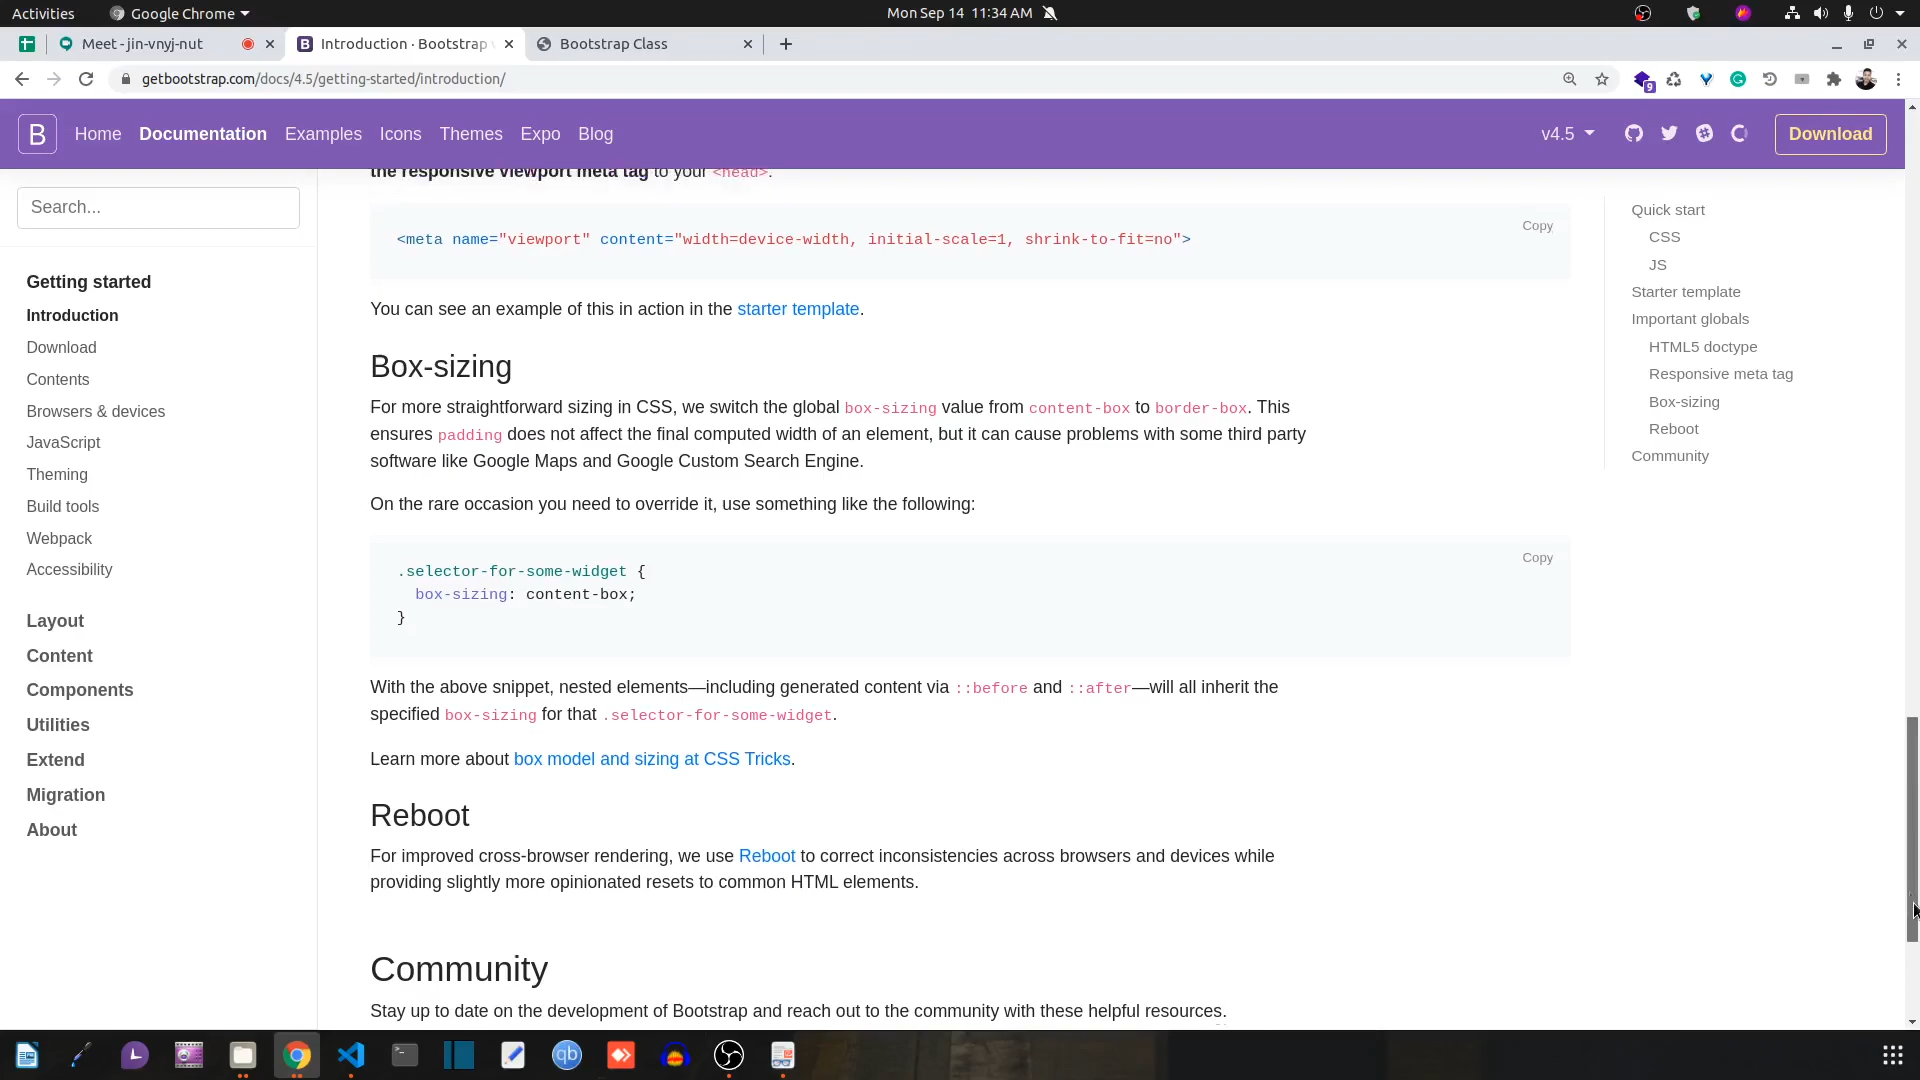 Activities
Google Chrome
Mon Sep 14 11:34 AM
Meet - jin-vnyj-nut
Introduction · Bootstrap v
Bootstrap Class
getbootstrap.com/docs/4.5/getting-started/introduction/
9
B
Home
Documentation
Examples
Icons
Themes
Expo
Blog
v4.5
Download
Search...
Getting started
Introduction
Download
Contents
Browsers & devices
JavaScript
Theming
Build tools
Webpack
Accessibility
Layout
Content
Components
Utilities
Extend
Migration
About
the responsive viewport meta tag to your <head>.
Copy
<meta name="viewport" content="width=device-width, initial-scale=1, shrink-to-fit=no">
You can see an example of this in action in the starter template.
Box-sizing
For more straightforward sizing in CSS, we switch the global box-sizing value from content-box to border-box. This
ensures padding does not affect the final computed width of an element, but it can cause problems with some third party
software like Google Maps and Google Custom Search Engine.
On the rare occasion you need to override it, use something like the following:
Copy
.selector-for-some-widget {
box-sizing: content-box;
}
With the above snippet, nested elements—including generated content via ::before and ::after—will all inherit the
specified box-sizing for that .selector-for-some-widget.
Learn more about box model and sizing at CSS Tricks.
Reboot
For improved cross-browser rendering, we use Reboot to correct inconsistencies across browsers and devices while
providing slightly more opinionated resets to common HTML elements.
Community
Stay up to date on the development of Bootstrap and reach out to the community with these helpful resources.
Quick start
CSS
JS
Starter template
Important globals
HTML5 doctype
Responsive meta tag
Box-sizing
Reboot
Community
qb